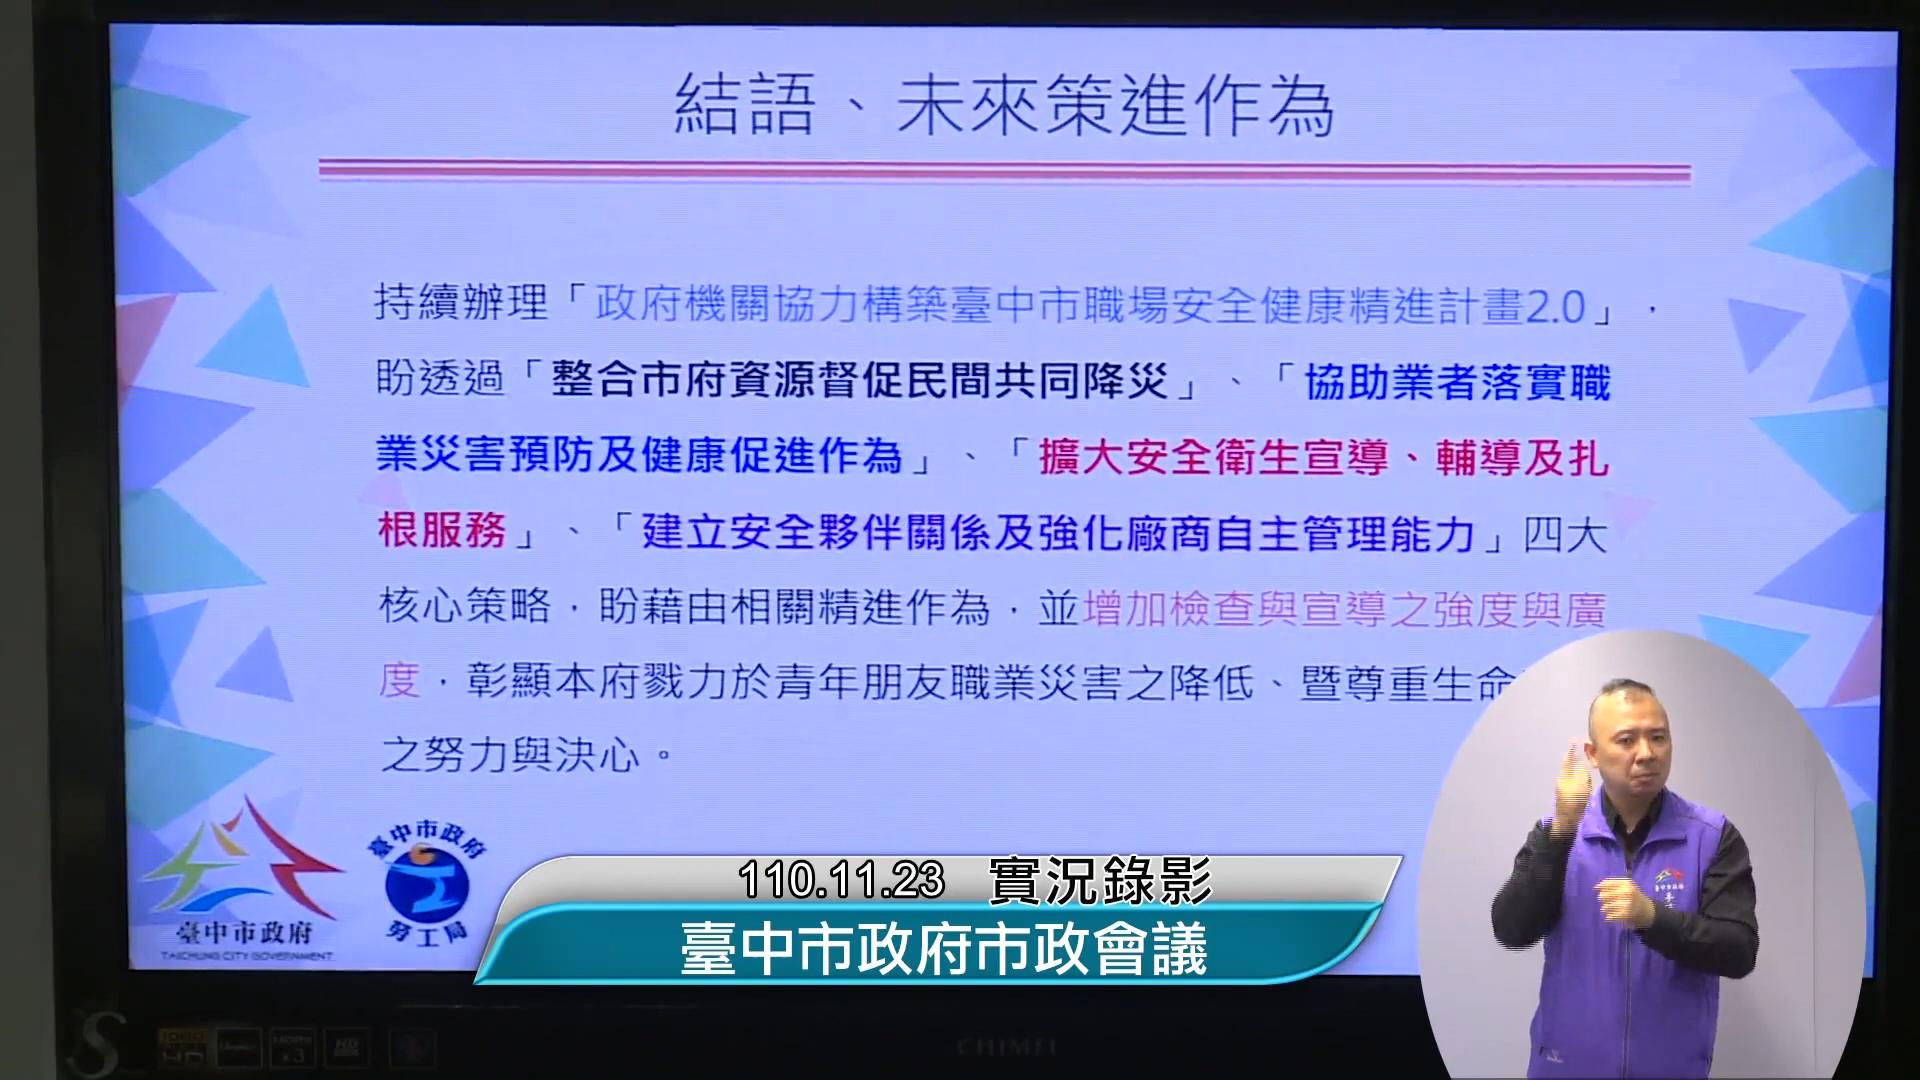 結語、未來策進作為
持續辦理「政府機關協力構築臺中市職場安全健康精進計畫2.0」，
盼透過「整合市府資源督促民間共同降災」、「協助業者落實職
業災害預防及健康促進作為」、「擴大安全衛生宣導、輔導及扎
根服務」、「建立安全夥伴關係及強化廠商自主管理能力」四大
核心策略，盼藉由相關精進作為，並增加檢查與宣導之強度與廣
度，彰顯本府戮力於青年朋友職業災害之降低、暨尊重生命
之努力與決心。
臺中市政府
TAICHUNG CITY GOVERNMENT
臺中市政府
勞工局
110.11.23 實況錄影
臺中市政府市政會議
CHIMEI